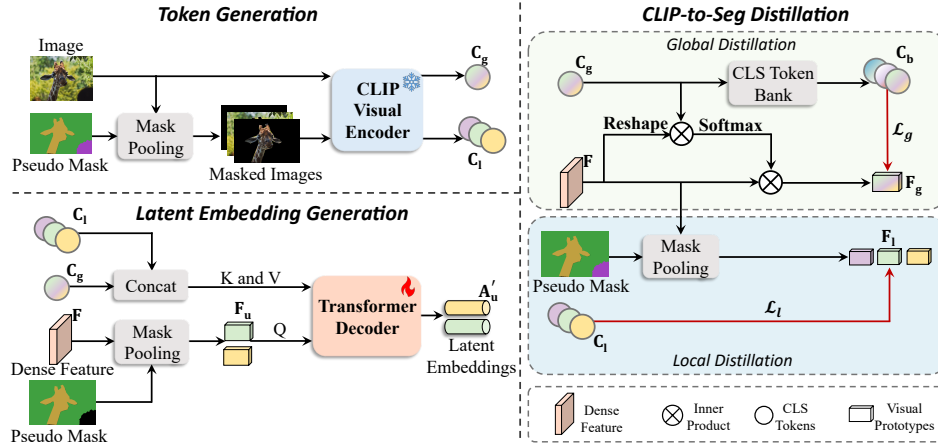 Token Generation
Image
Pseudo Mask
Mask
Pooling
Masked Images
CLIP
Visual
Encoder
C_g
C_l
Latent Embedding Generation
C_l
C_g
Concat
K and V
F
Dense Feature
Mask
Pooling
Pseudo Mask
F_u
Q
Transformer
Decoder
A'_u
Latent
Embeddings
CLIP-to-Seg Distillation
Global Distillation
C_g
CLS Token
Bank
C_b
Reshape
Softmax
ℒ_g
F
F_g
Pseudo Mask
Mask
Pooling
F_l
C_l
ℒ_l
Local Distillation
Dense
Feature
Inner
Product
CLS
Tokens
Visual
Prototypes